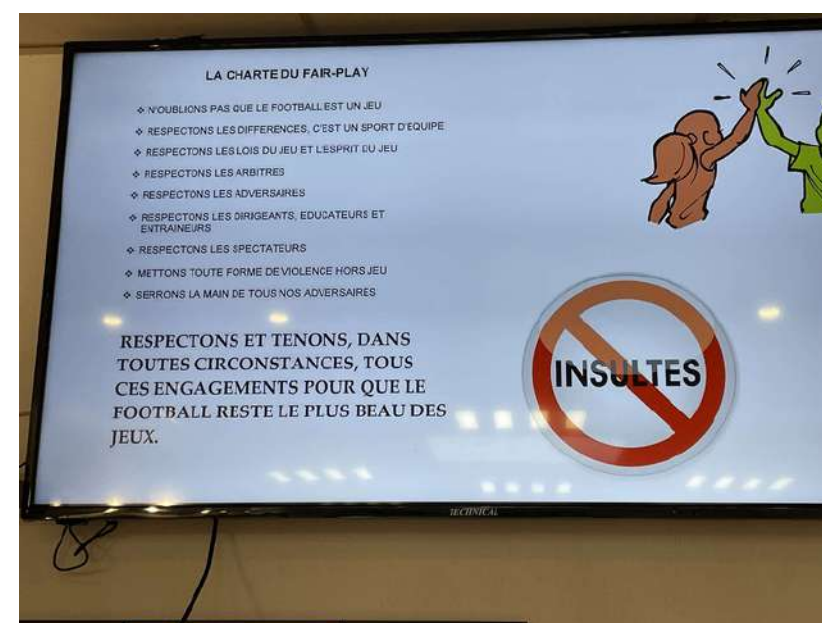 LA CHARTE DU FAIR-PLAY
❖ N'OUBLIONS PAS QUE LE FOOTBALL EST UN JEU
❖ RESPECTONS LES DIFFERENCES, C'EST UN SPORT D'EQUIPE
❖ RESPECTONS LES LOIS DU JEU ET L'ESPRIT DU JEU
❖ RESPECTONS LES ARBITRES
❖ RESPECTONS LES ADVERSAIRES
❖ RESPECTONS LES DIRIGEANTS, EDUCATEURS ET
ENTRAINEURS
❖ RESPECTONS LES SPECTATEURS
❖ METTONS TOUTE FORME DE VIOLENCE HORS JEU
❖ SERRONS LA MAIN DE TOUS NOS ADVERSAIRES
RESPECTONS ET TENONS, DANS
TOUTES CIRCONSTANCES, TOUS
CES ENGAGEMENTS POUR QUE LE
FOOTBALL RESTE LE PLUS BEAU DES
JEUX.
INSULTES
TECHNICAL